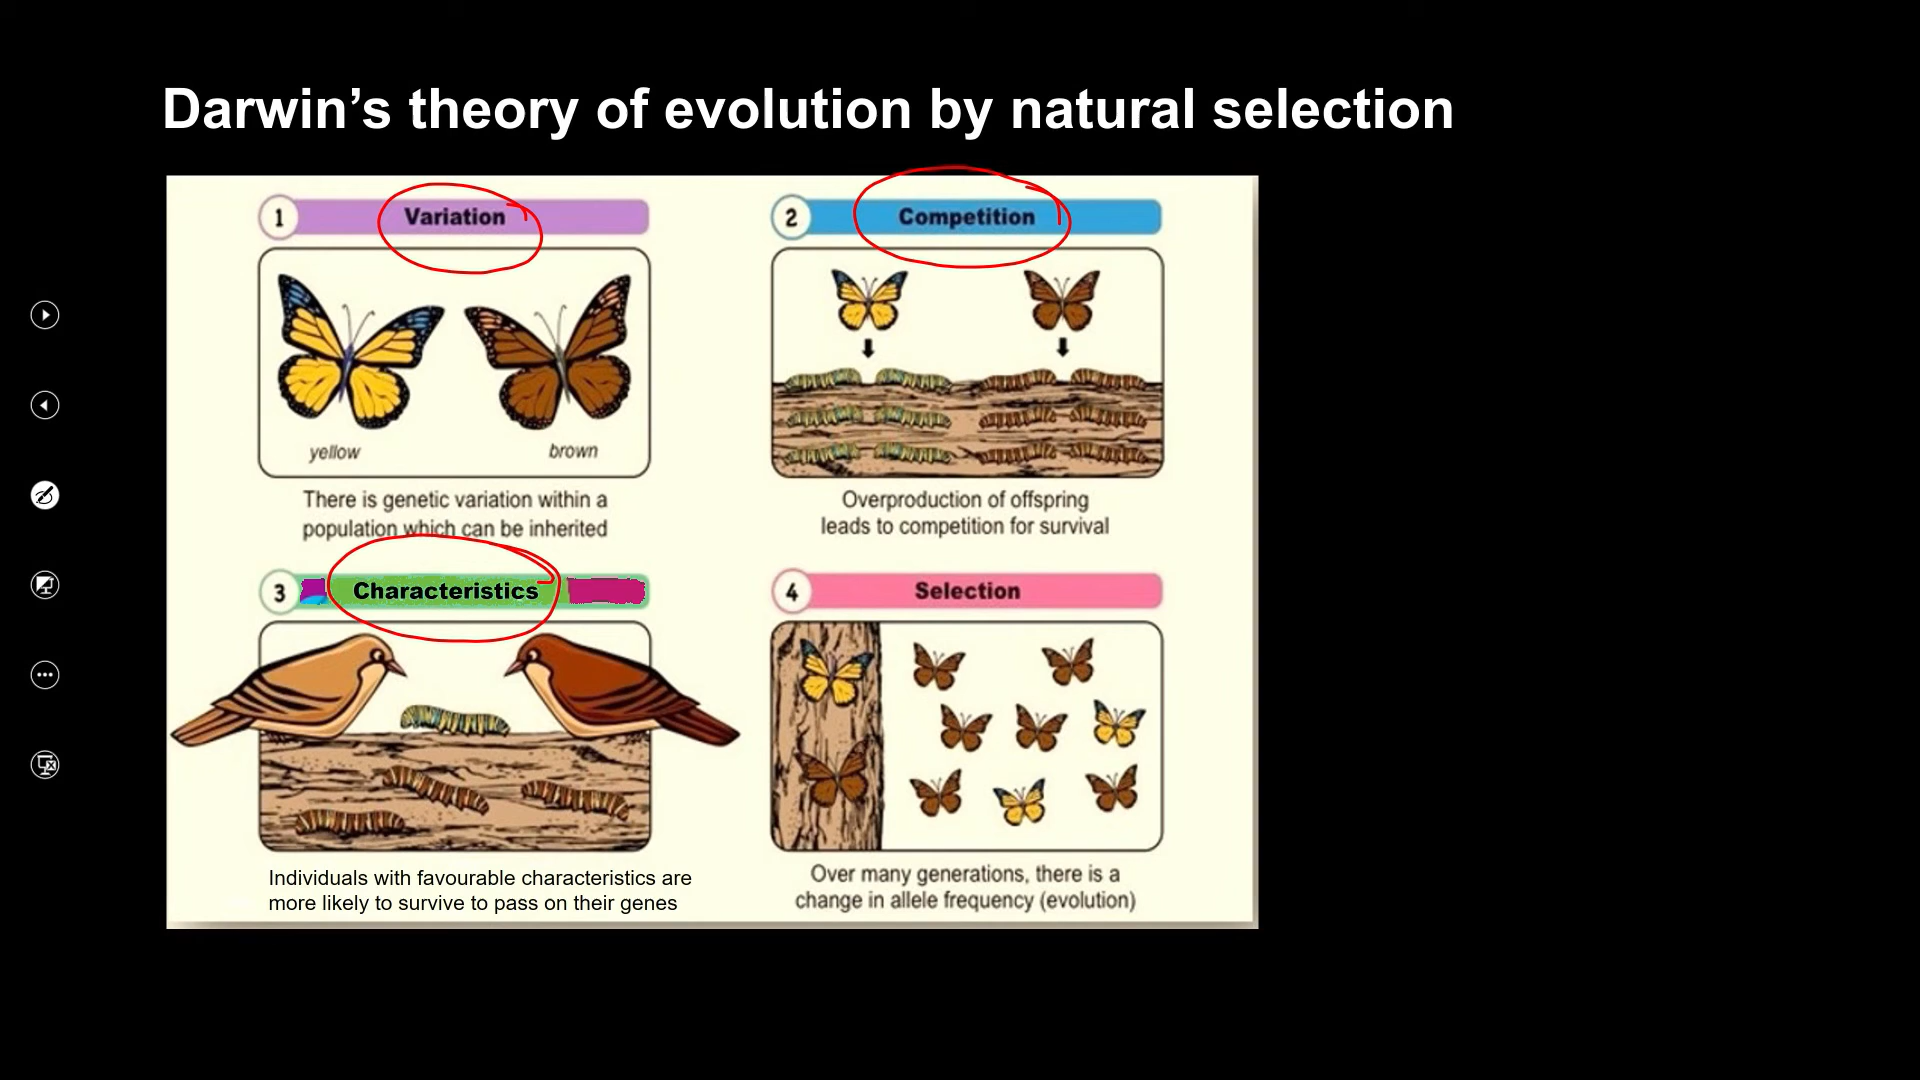 Darwin’s theory of evolution by natural selection
1 Variation
yellow brown
There is genetic variation within a
population which can be inherited
2 Competition
Overproduction of offspring
leads to competition for survival
3 Characteristics
Individuals with favourable characteristics are
more likely to survive to pass on their genes
4 Selection
Over many generations, there is a
change in allele frequency (evolution)